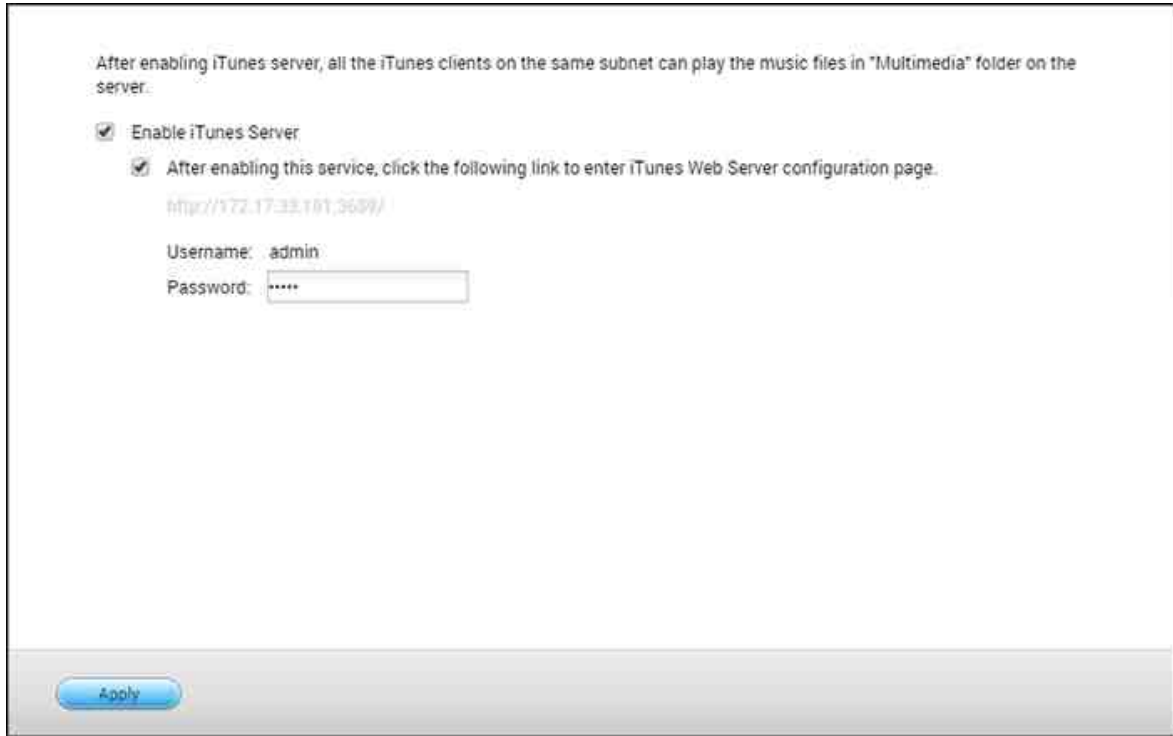 After enabling iTunes server, all the iTunes clients on the same subnet can play the music files in "Multimedia" folder on the
server.
Enable iTunes Server
After enabling this service, click the following link to enter iTunes Web Server configuration page.
Username: admin
Password: •••••
Apply